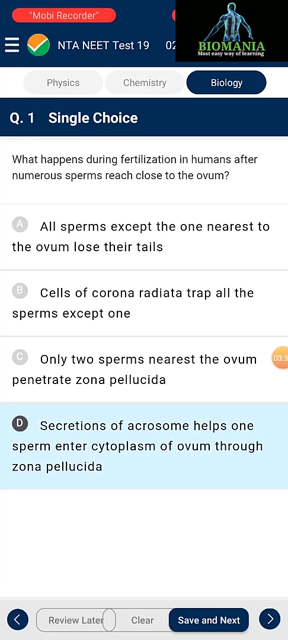 "Mobi Recorder"
BIOMANIA
Most easy way of learning
NTA NEET Test 19 02
Physics Chemistry Biology
Q. 1 Single Choice
What happens during fertilization in humans after
numerous sperms reach close to the ovum?
A All sperms except the one nearest to
the ovum lose their tails
B Cells of corona radiata trap all the
sperms except one
C Only two sperms nearest the ovum
penetrate zona pellucida
03:3
D Secretions of acrosome helps one
sperm enter cytoplasm of ovum through
zona pellucida
Review Later Clear Save and Next